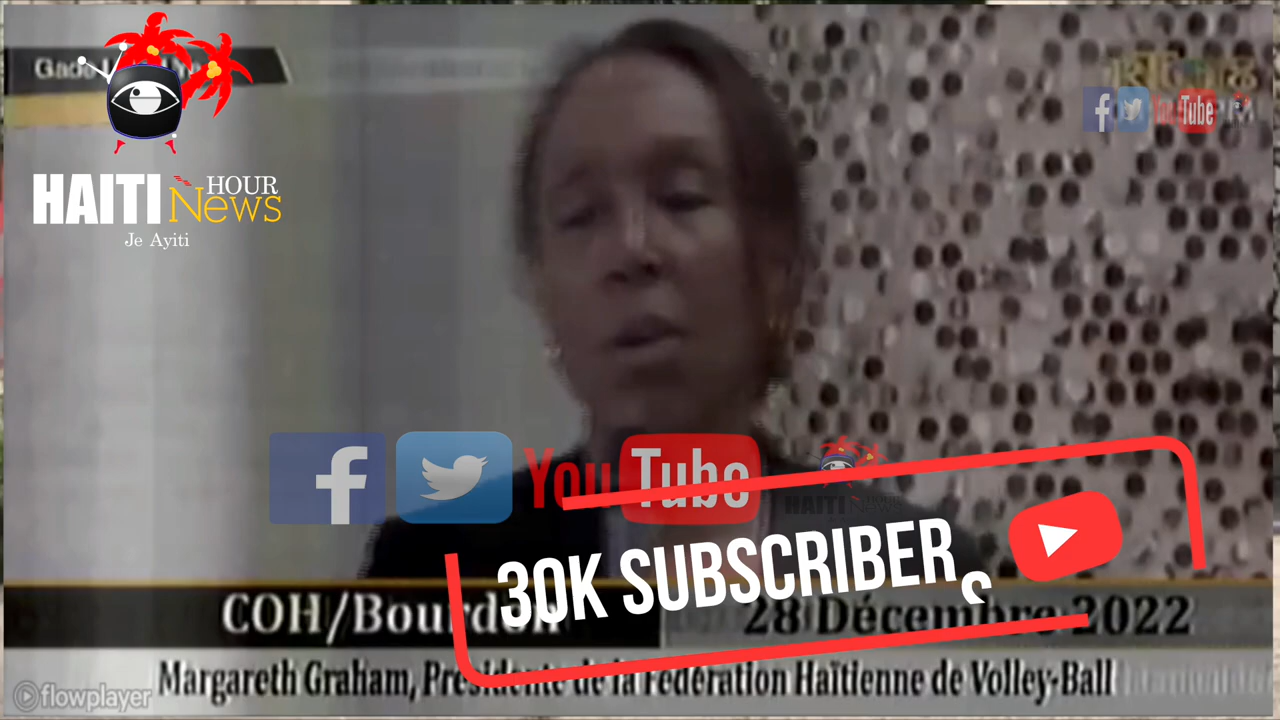 HAITI HOUR News
Je Ayiti
YouTube
YouTube
30K SUBSCRIBERS
COH/Bourdon
28 Décembre 2022
Margareth Graham, Présidente de la Fédération Haïtienne de Volley-Ball
flowplayer